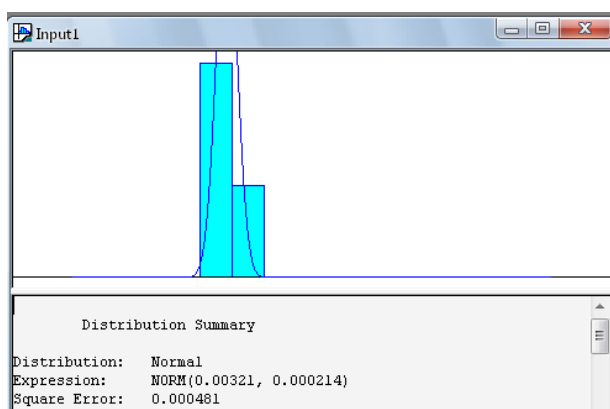 Input1
Distribution Summary
Distribution: Normal
Expression: NORM(0.00321, 0.000214)
Square Error: 0.000481